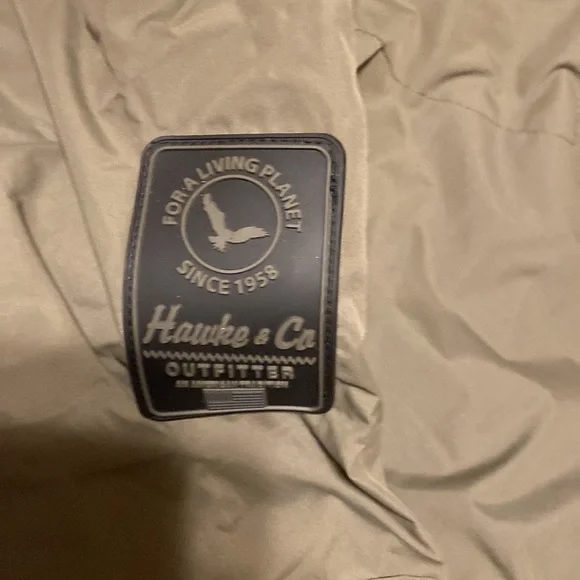 FOR A LIVING PLANET
SINCE 1958
Hawke & Co
OUTFITTER